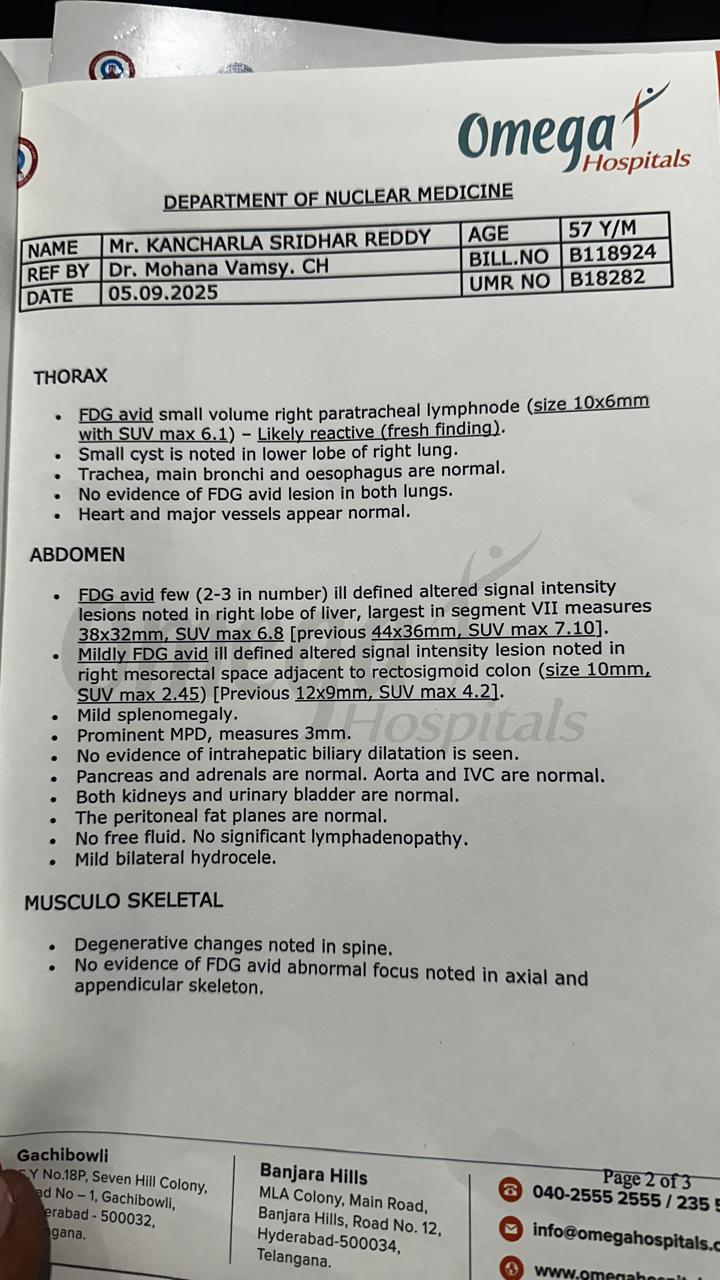 Omega
Hospitals
DEPARTMENT OF NUCLEAR MEDICINE
NAME Mr. KANCHARLA SRIDHAR REDDY AGE 57 Y/M
REF BY Dr. Mohana Vamsy. CH BILL.NO B118924
DATE 05.09.2025 UMR NO B18282
THORAX
• FDG avid small volume right paratracheal lymphnode (size 10x6mm
with SUV max 6.1) – Likely reactive (fresh finding).
• Small cyst is noted in lower lobe of right lung.
• Trachea, main bronchi and oesophagus are normal.
• No evidence of FDG avid lesion in both lungs.
• Heart and major vessels appear normal.
ABDOMEN
• FDG avid few (2-3 in number) ill defined altered signal intensity
lesions noted in right lobe of liver, largest in segment VII measures
38x32mm, SUV max 6.8 [previous 44x36mm, SUV max 7.10].
• Mildly FDG avid ill defined altered signal intensity lesion noted in
right mesorectal space adjacent to rectosigmoid colon (size 10mm,
SUV max 2.45) [Previous 12x9mm, SUV max 4.2].
• Mild splenomegaly.
• Prominent MPD, measures 3mm.
• No evidence of intrahepatic biliary dilatation is seen.
• Pancreas and adrenals are normal. Aorta and IVC are normal.
• Both kidneys and urinary bladder are normal.
• The peritoneal fat planes are normal.
• No free fluid. No significant lymphadenopathy.
• Mild bilateral hydrocele.
Hospitals
MUSCULO SKELETAL
• Degenerative changes noted in spine.
• No evidence of FDG avid abnormal focus noted in axial and
appendicular skeleton.
Page 2 of 3
Gachibowli
Y No.18P, Seven Hill Colony,
No – 1, Gachibowli,
- 500032,
Banjara Hills
MLA Colony, Main Road,
Banjara Hills, Road No. 12,
Hyderabad-500034,
Telangana.
040-2555 2555 / 235
info@omegahospitals.
www.